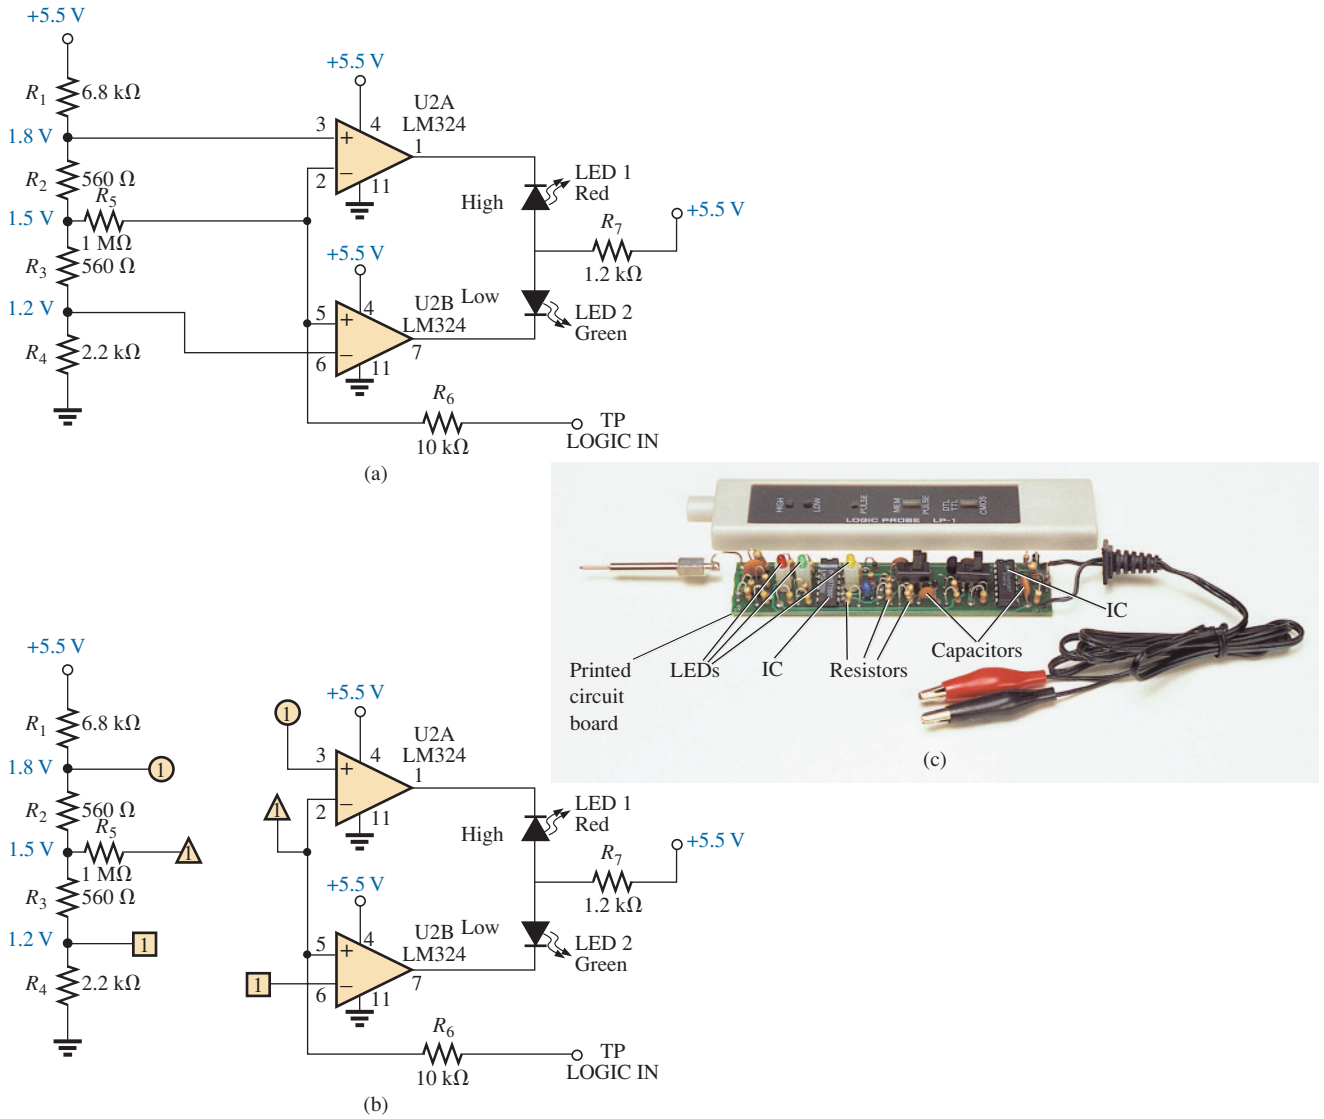 +5.5 V
R1 6.8 kΩ
1.8 V
R2 560 Ω
R5
1.5 V
1 MΩ
R3 560 Ω
1.2 V
R4 2.2 kΩ
+5.5 V
U2A
LM324
3 + 4 1
2 − 11
High
LED 1
Red
+5.5 V
R7
1.2 kΩ
+5.5 V
U2B
LM324
Low
5 + 4
6 − 11 7
LED 2
Green
R6
10 kΩ
TP
LOGIC IN
(a)
HIGH
LOW
PULSE
MEM
PULSE
DTL
TTL
CMOS
LOGIC PROBE LP-1
Printed
circuit
board
LEDs
IC
Resistors
Capacitors
IC
(c)
+5.5 V
R1 6.8 kΩ
1.8 V 1
R2 560 Ω
R5
1.5 V 1
1 MΩ
R3 560 Ω
1.2 V 1
R4 2.2 kΩ
+5.5 V
1
U2A
LM324
3 + 4 1
1 2 − 11
High
LED 1
Red
+5.5 V
R7
1.2 kΩ
+5.5 V
U2B
LM324
Low
5 + 4
1 6 − 11 7
LED 2
Green
R6
10 kΩ
TP
LOGIC IN
(b)